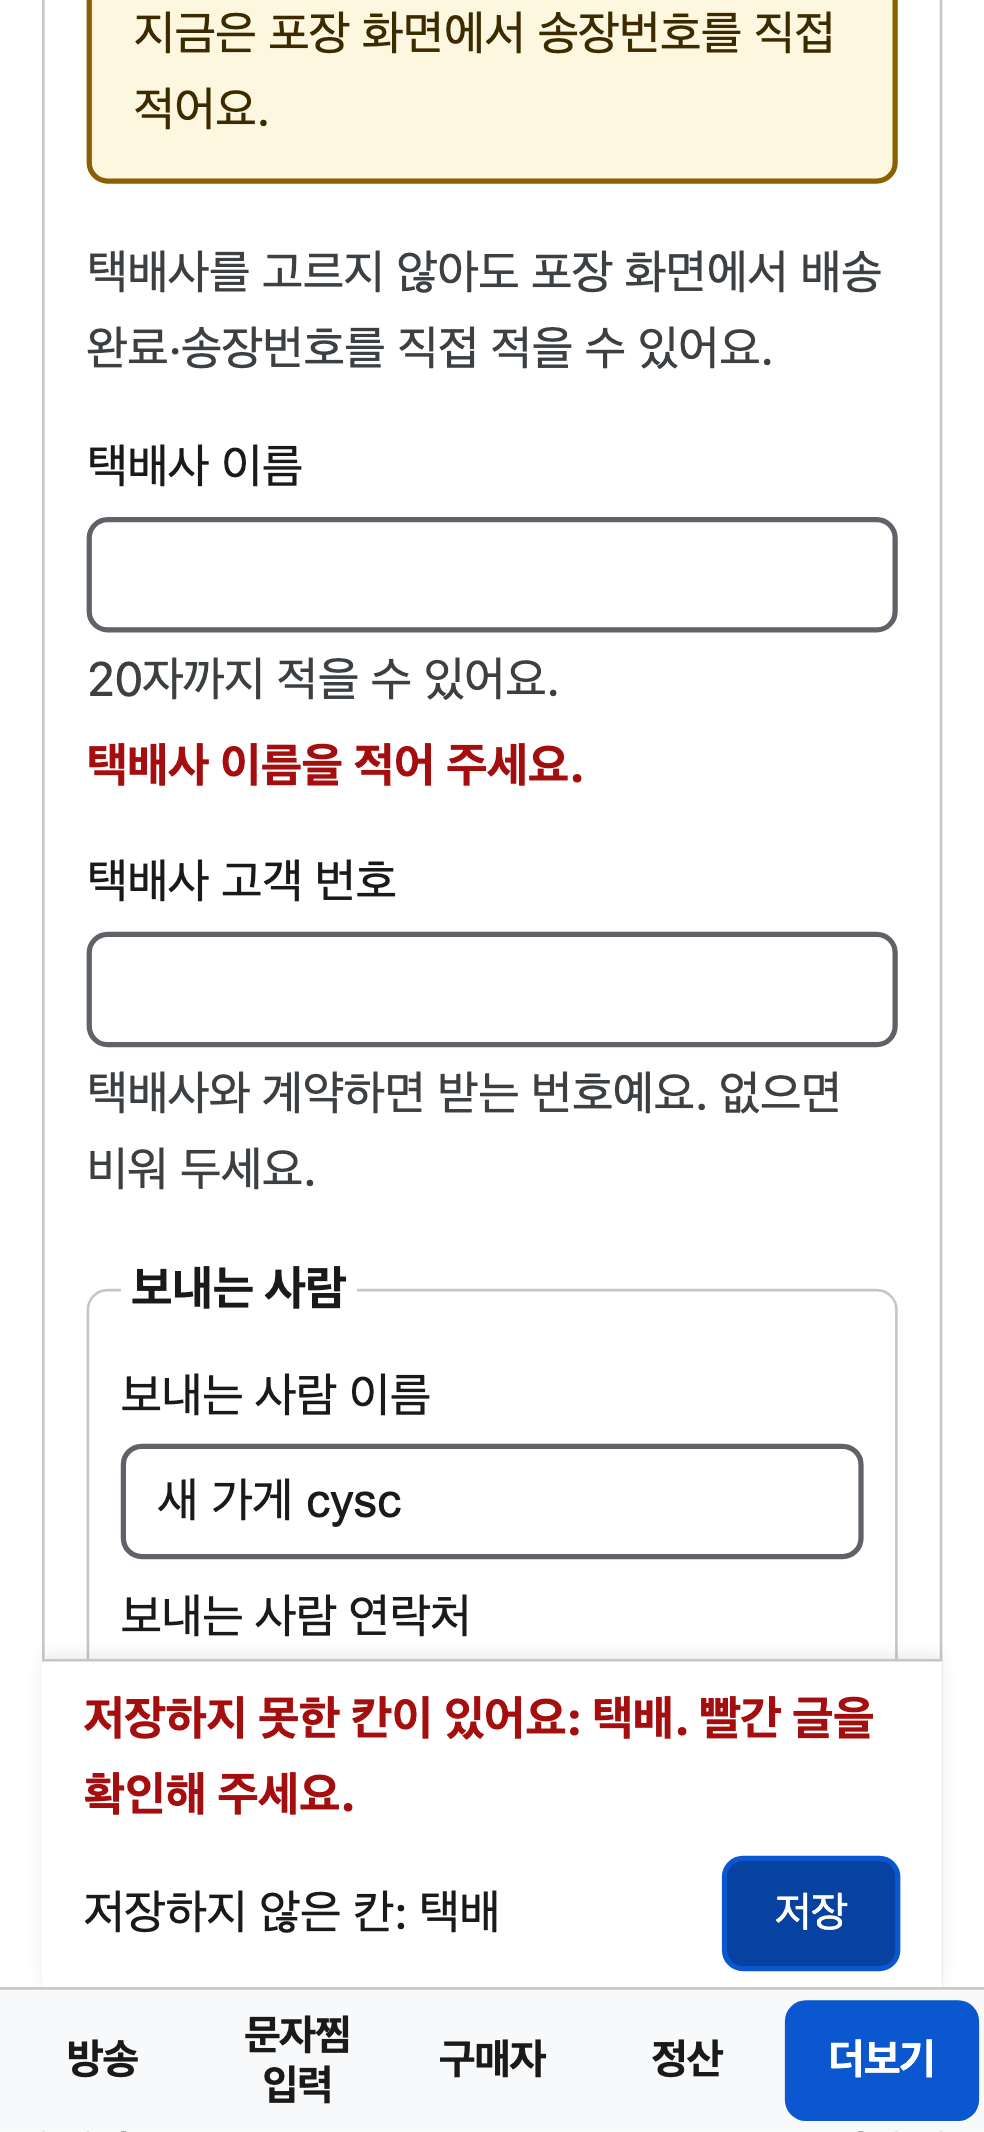 지금은 포장 화면에서 송장번호를 직접
적어요.
택배사를 고르지 않아도 포장 화면에서 배송
완료·송장번호를 직접 적을 수 있어요.
택배사 이름
20자까지 적을 수 있어요.
택배사 이름을 적어 주세요.
택배사 고객 번호
택배사와 계약하면 받는 번호예요. 없으면
비워 두세요.
보내는 사람
보내는 사람 이름
새 가게 cysc
보내는 사람 연락처
저장하지 못한 칸이 있어요: 택배. 빨간 글을
확인해 주세요.
저장하지 않은 칸: 택배
저장
방송
문자찜
입력
구매자
정산
더보기